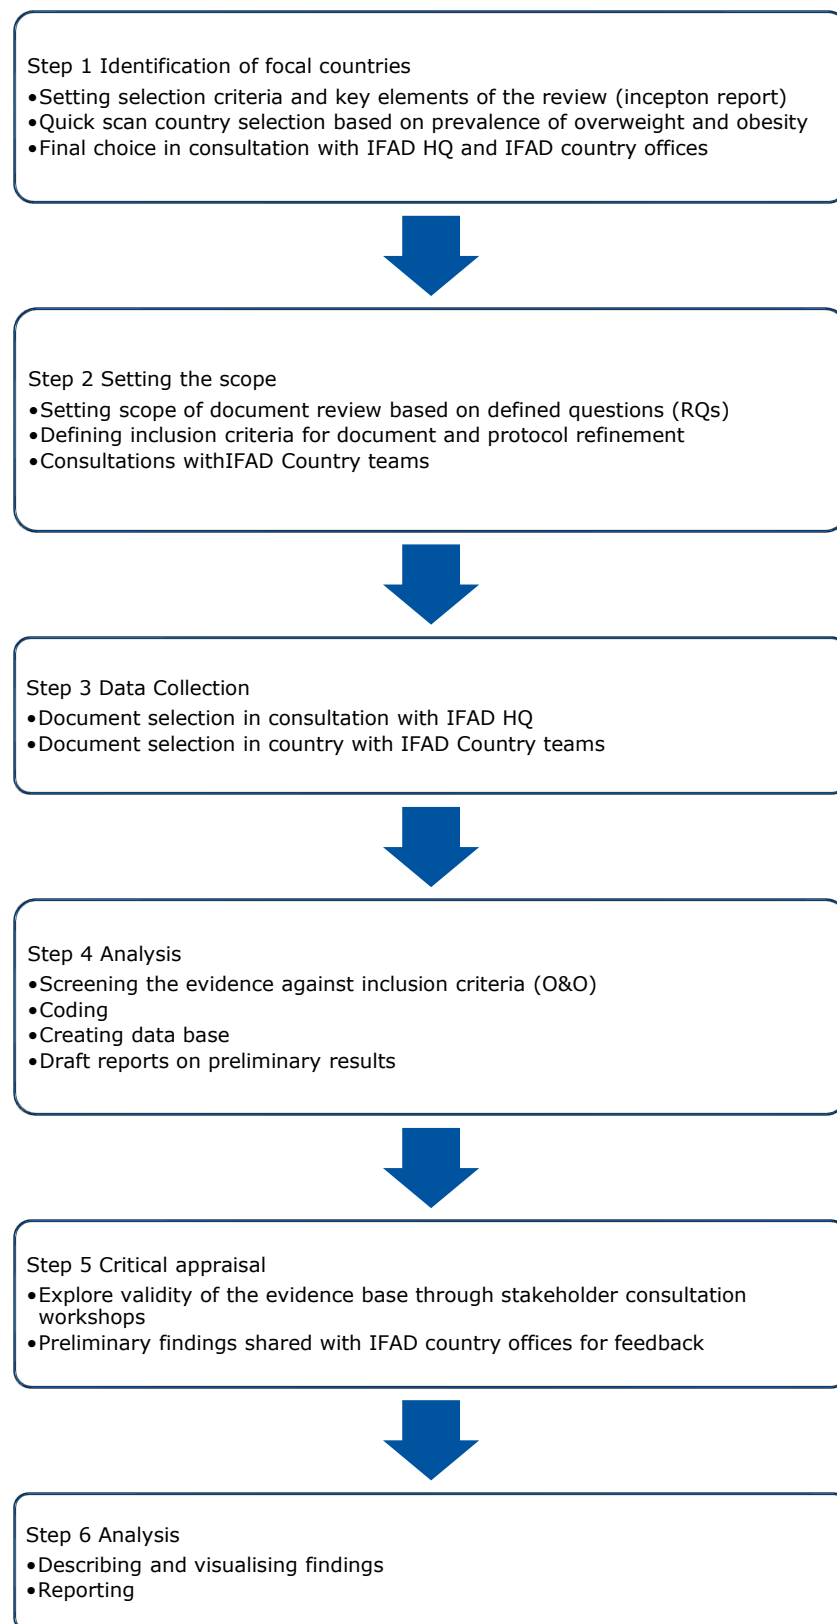 Step 1 Identification of focal countries
•Setting selection criteria and key elements of the review (incepton report)
•Quick scan country selection based on prevalence of overweight and obesity
•Final choice in consultation with IFAD HQ and IFAD country offices
Step 2 Setting the scope
•Setting scope of document review based on defined questions (RQs)
•Defining inclusion criteria for document and protocol refinement
•Consultations withIFAD Country teams
Step 3 Data Collection
•Document selection in consultation with IFAD HQ
•Document selection in country with IFAD Country teams
Step 4 Analysis
•Screening the evidence against inclusion criteria (O&O)
•Coding
•Creating data base
•Draft reports on preliminary results
Step 5 Critical appraisal
•Explore validity of the evidence base through stakeholder consultation
workshops
•Preliminary findings shared with IFAD country offices for feedback
Step 6 Analysis
•Describing and visualising findings
•Reporting